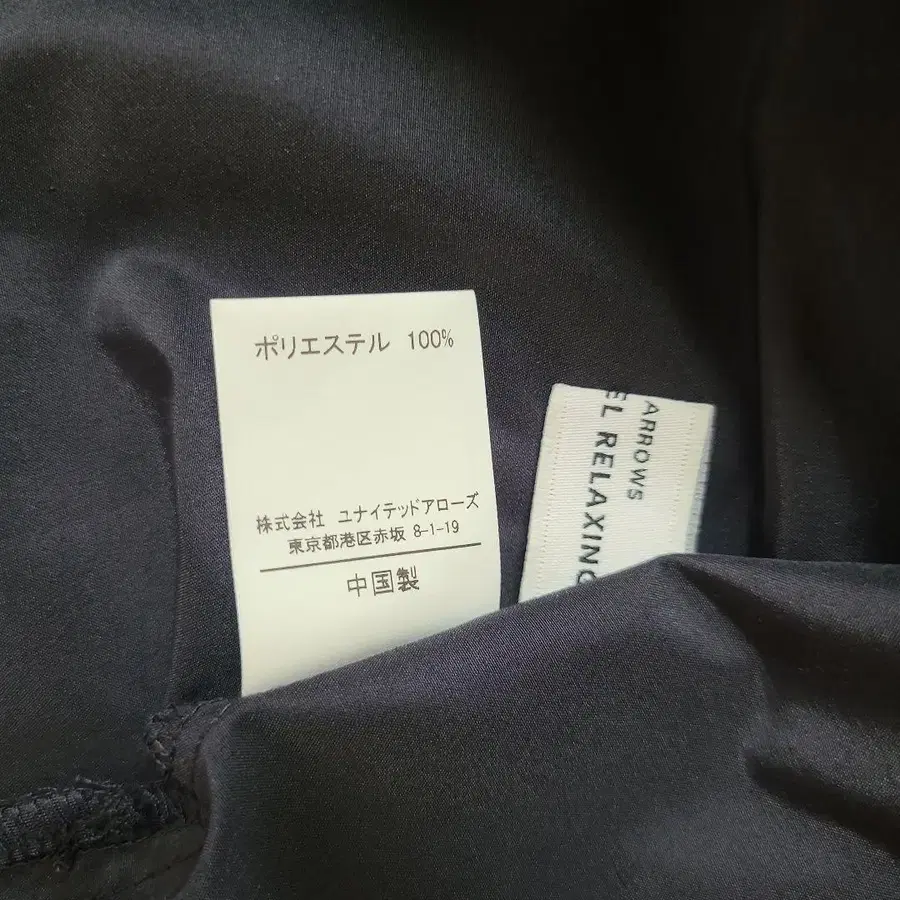 ポリエステル 100%
株式会社 ユナイテッドアローズ
東京都港区赤坂 8-1-19
中国製
ARROWS
RELAXING